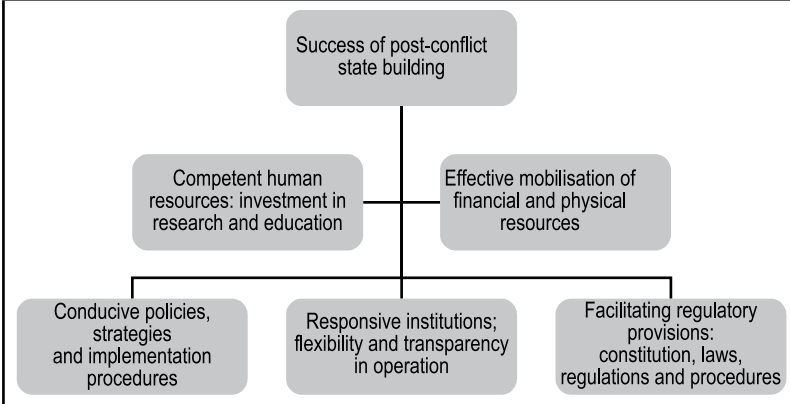 Success of post-conflict
state building
Competent human
resources: investment in
research and education
Effective mobilisation of
financial and physical
resources
Conducive policies,
strategies
and implementation
procedures
Responsive institutions;
flexibility and transparency
in operation
Facilitating regulatory
provisions:
constitution, laws,
regulations and procedures